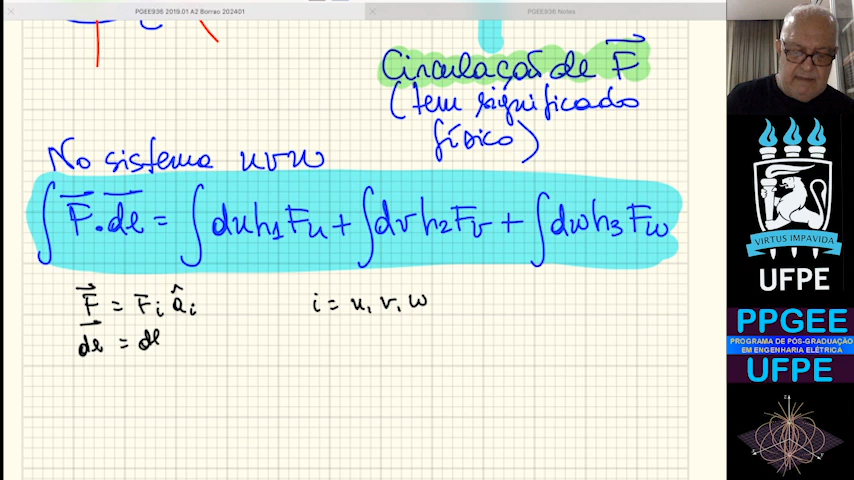 PGEE936 2019.01 A2 Borrao 202401
PGEE936 Notes
Circulação de F⃗
(tem significado
físico)
No sistema uvw
∫ F⃗ · dℓ⃗ = ∫ du h₁ Fu + ∫ dv h₂ Fv + ∫ dw h₃ Fw
F⃗ = Fi âi    i = u, v, w
dℓ⃗ = dℓ
VIRTUS IMPAVIDA
UFPE
PPGEE
PROGRAMA DE PÓS-GRADUAÇÃO
EM ENGENHARIA ELÉTRICA
UFPE